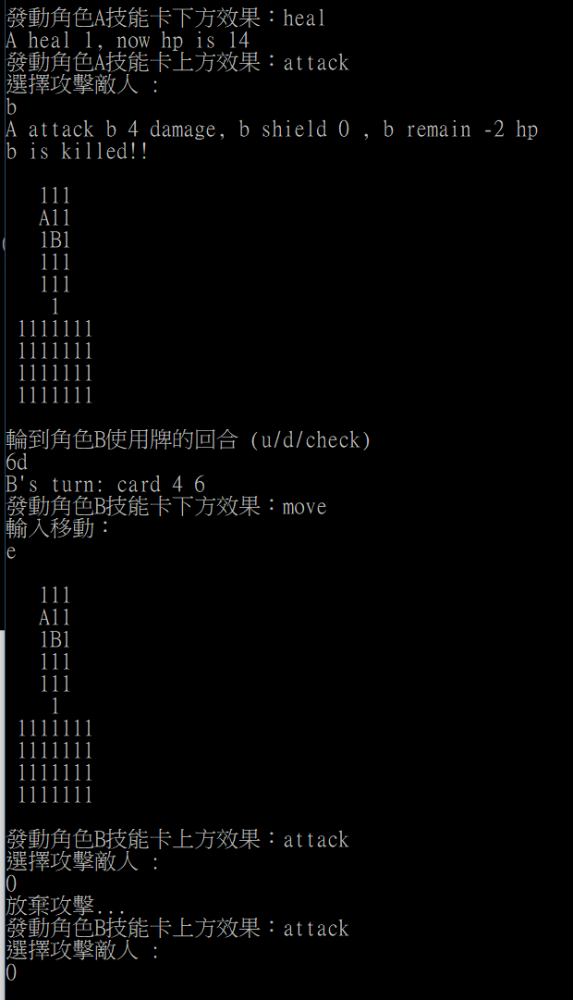 發動角色A技能卡下方效果：heal
A heal 1, now hp is 14
發動角色A技能卡上方效果：attack
選擇攻擊敵人 :
b
A attack b 4 damage, b shield 0 , b remain -2 hp
b is killed!!
111
A11
1B1
111
111
1
1111111
1111111
1111111
1111111
輪到角色B使用牌的回合 (u/d/check)
6d
B's turn: card 4 6
發動角色B技能卡下方效果：move
輸入移動：
e
111
A11
1B1
111
111
1
1111111
1111111
1111111
1111111
發動角色B技能卡上方效果：attack
選擇攻擊敵人 :
0
放棄攻擊...
發動角色B技能卡上方效果：attack
選擇攻擊敵人 :
0